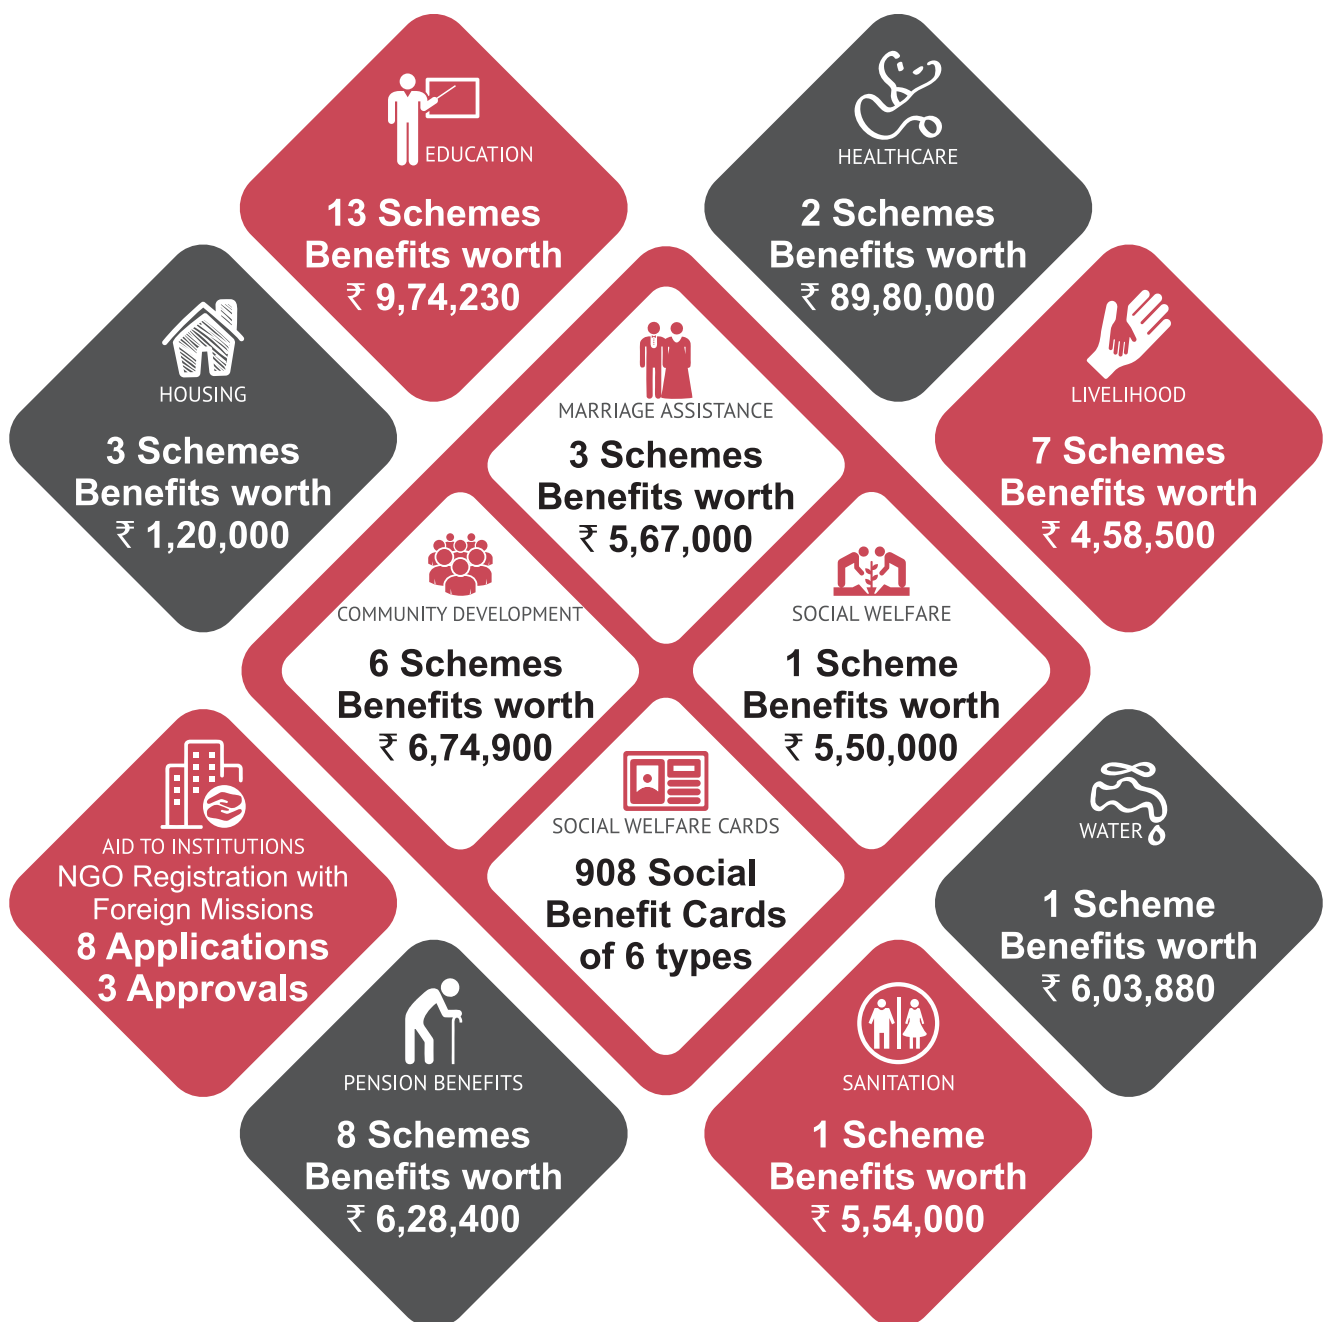 EDUCATION
13 Schemes
Benefits worth
₹ 9,74,230
HEALTHCARE
2 Schemes
Benefits worth
₹ 89,80,000
HOUSING
3 Schemes
Benefits worth
₹ 1,20,000
MARRIAGE ASSISTANCE
3 Schemes
Benefits worth
₹ 5,67,000
LIVELIHOOD
7 Schemes
Benefits worth
₹ 4,58,500
COMMUNITY DEVELOPMENT
6 Schemes
Benefits worth
₹ 6,74,900
SOCIAL WELFARE
1 Scheme
Benefits worth
₹ 5,50,000
AID TO INSTITUTIONS
NGO Registration with
Foreign Missions
8 Applications
3 Approvals
SOCIAL WELFARE CARDS
908 Social
Benefit Cards
of 6 types
WATER
1 Scheme
Benefits worth
₹ 6,03,880
PENSION BENEFITS
8 Schemes
Benefits worth
₹ 6,28,400
SANITATION
1 Scheme
Benefits worth
₹ 5,54,000